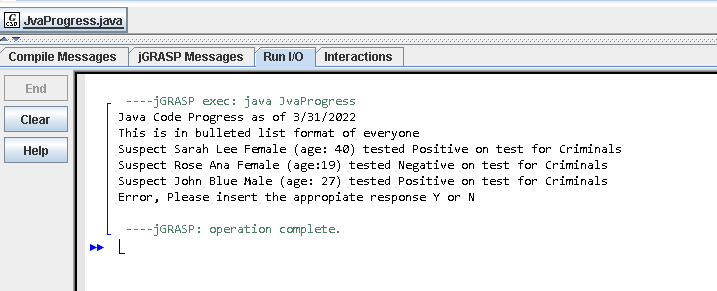 JvaProgress.java
Compile Messages jGRASP Messages Run I/O Interactions
End
Clear
Help
----jGRASP exec: java JvaProgress
Java Code Progress as of 3/31/2022
This is in bulleted list format of everyone
Suspect Sarah Lee Female (age: 40) tested Positive on test for Criminals
Suspect Rose Ana Female (age:19) tested Negative on test for Criminals
Suspect John Blue Male (age: 27) tested Positive on test for Criminals
Error, Please insert the appropiate response Y or N
----jGRASP: operation complete.